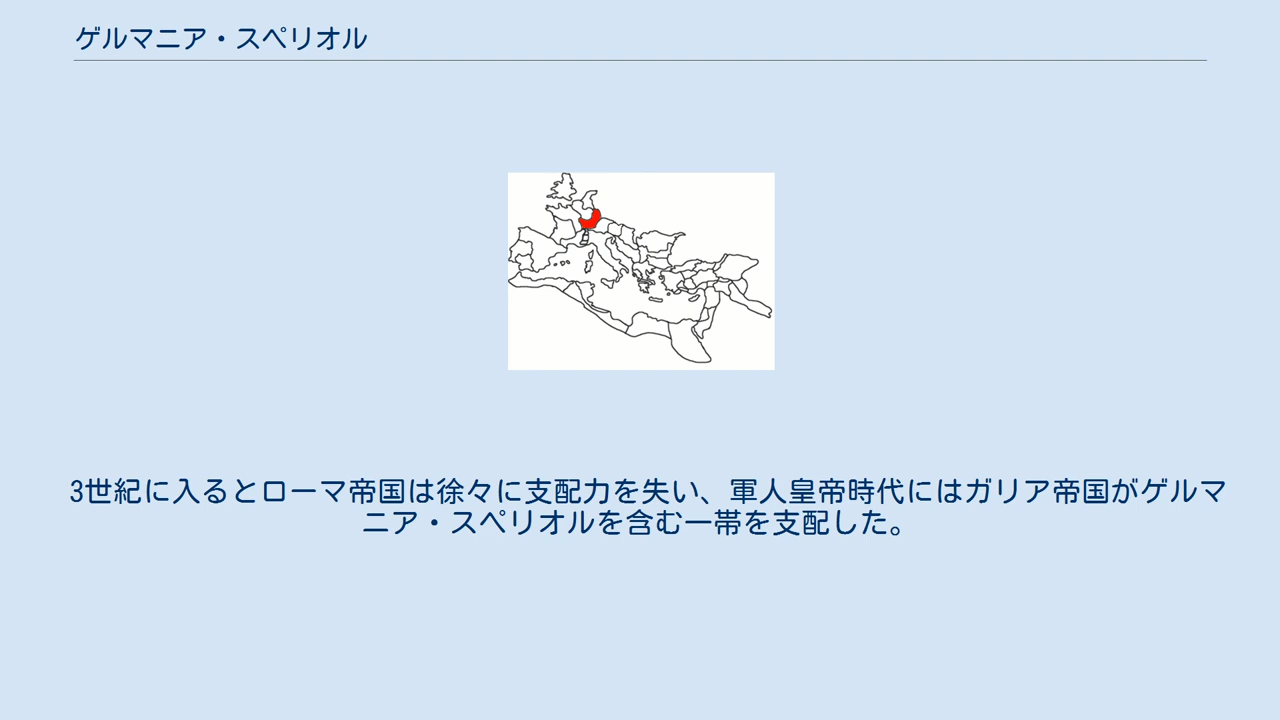 ゲルマニア・スペリオル
3世紀に入るとローマ帝国は徐々に支配力を失い、軍人皇帝時代にはガリア帝国がゲルマ
ニア・スペリオルを含む一帯を支配した。